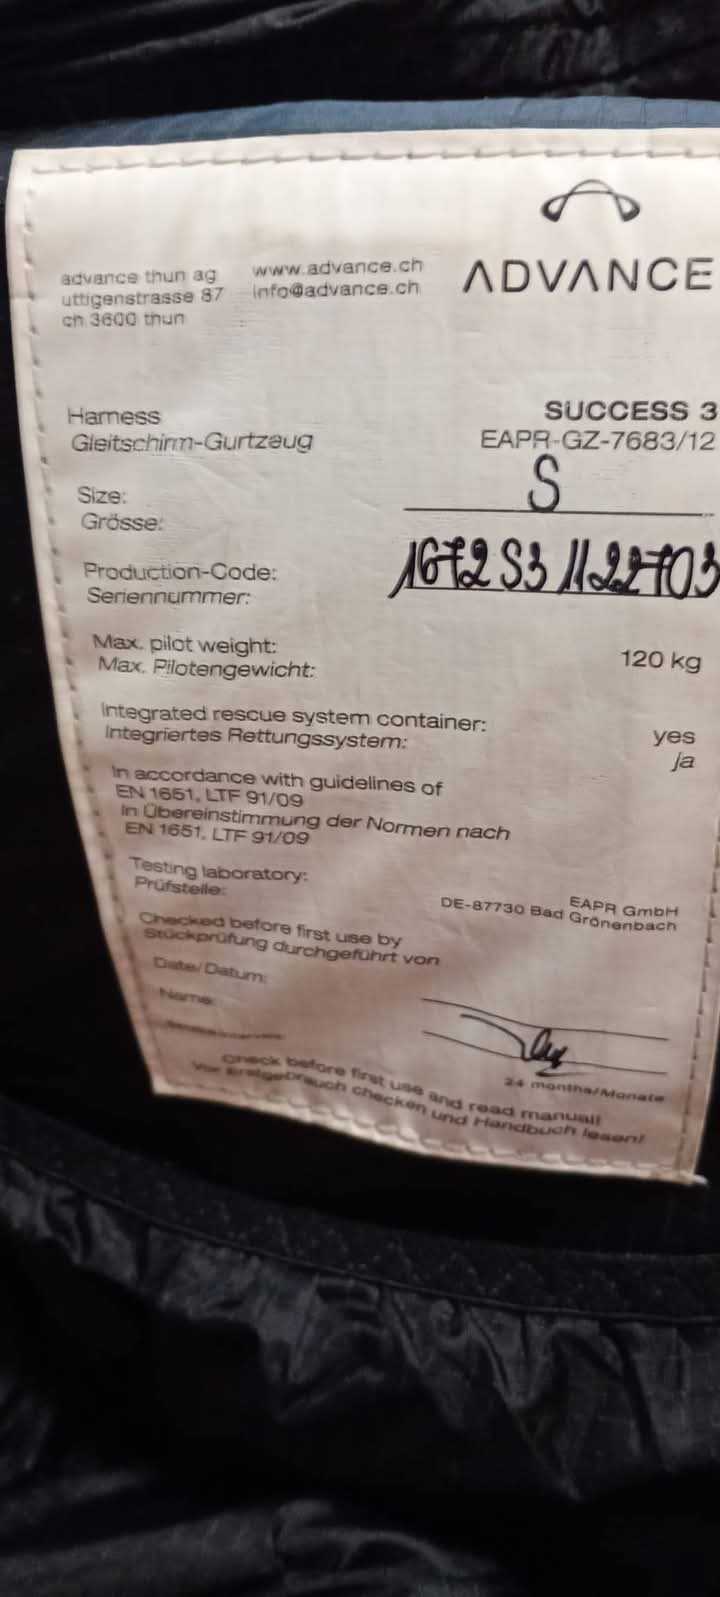 ADVANCE
advance thun ag
uttigenstrasse 87
ch 3600 thun
www.advance.ch
info@advance.ch
Harness
Gleitschirm-Gurtzeug
SUCCESS 3
EAPR-GZ-7683/12
Size:
Grösse:
S
Production-Code:
Seriennummer:
1672 S3 1122703
Max. pilot weight:
Max. Pilotengewicht:
120 kg
Integrated rescue system container:
Integriertes Rettungssystem:
yes
ja
In accordance with guidelines of
EN 1651, LTF 91/09
In Übereinstimmung der Normen nach
EN 1651, LTF 91/09
Testing laboratory:
Prüfstelle:
EAPR GmbH
DE-87730 Bad Grönenbach
Checked before first use by
Stückprüfung durchgeführt von
Date/Datum:
Name:
24 months/Monate
Check before first use and read manual!
Vor Erstgebrauch checken und Handbuch lesen!